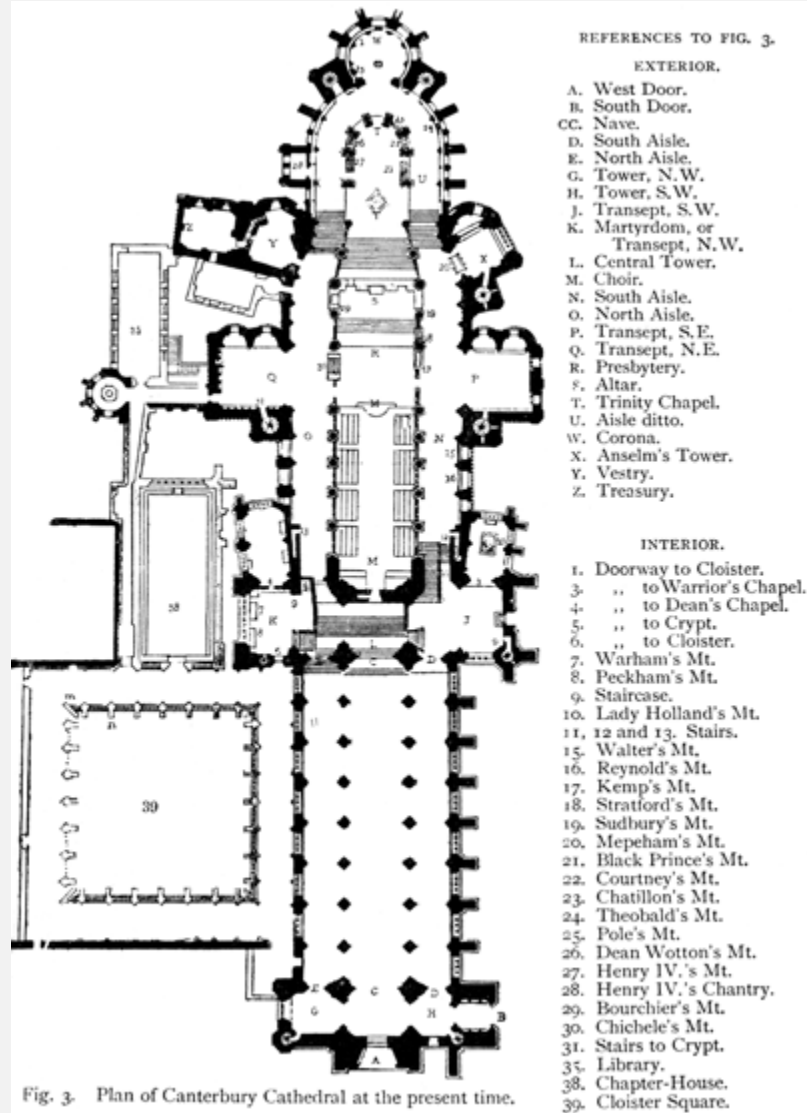 W
T
U
Z
Y
X
20
S
19
35
R
18
Q
P
M
O
N
15
38
M
K
J
L
C
D
m
n
39
E
C
D
G
H
B
A
Fig. 3. Plan of Canterbury Cathedral at the present time.
REFERENCES TO FIG. 3.
EXTERIOR.
A. West Door.
B. South Door.
CC. Nave.
D. South Aisle.
E. North Aisle.
G. Tower, N.W.
H. Tower, S.W.
J. Transept, S.W.
K. Martyrdom, or
Transept, N.W.
L. Central Tower.
M. Choir.
N. South Aisle.
O. North Aisle.
P. Transept, S.E.
Q. Transept, N.E.
R. Presbytery.
S. Altar.
T. Trinity Chapel.
U. Aisle ditto.
W. Corona.
X. Anselm's Tower.
Y. Vestry.
Z. Treasury.
INTERIOR.
1. Doorway to Cloister.
3. ,, to Warrior's Chapel.
4. ,, to Dean's Chapel.
5. ,, to Crypt.
6. ,, to Cloister.
7. Warham's Mt.
8. Peckham's Mt.
9. Staircase.
10. Lady Holland's Mt.
11, 12 and 13. Stairs.
15. Walter's Mt.
16. Reynold's Mt.
17. Kemp's Mt.
18. Stratford's Mt.
19. Sudbury's Mt.
20. Mepeham's Mt.
21. Black Prince's Mt.
22. Courtney's Mt.
23. Chatillon's Mt.
24. Theobald's Mt.
25. Pole's Mt.
26. Dean Wotton's Mt.
27. Henry IV.'s Mt.
28. Henry IV.'s Chantry.
29. Bourchier's Mt.
30. Chichele's Mt.
31. Stairs to Crypt.
35. Library.
38. Chapter-House.
39. Cloister Square.